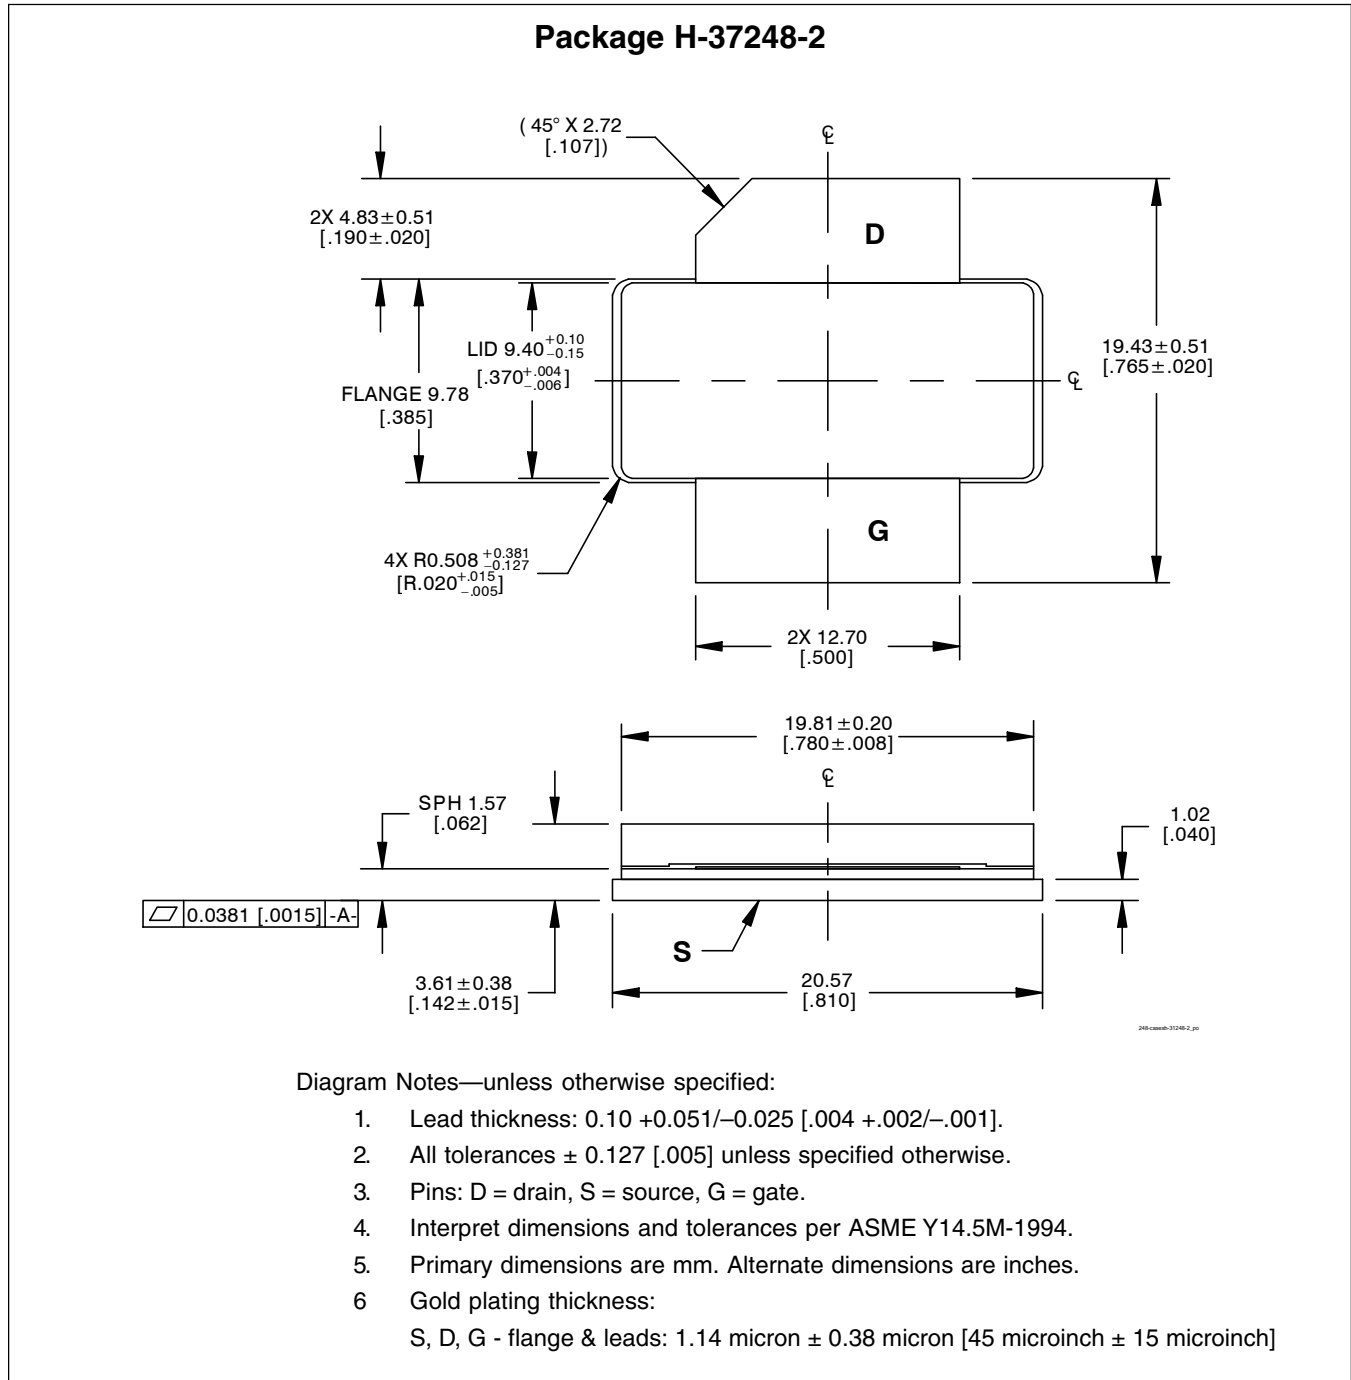 Package H-37248-2
( 45° X 2.72
[.107])
℄
2X 4.83±0.51
[.190±.020]
D
LID 9.40 +0.10
−0.15
[.370 +.004
−.006 ]
19.43±0.51
[.765±.020]
℄
FLANGE 9.78
[.385]
G
4X R0.508 +0.381
−0.127
[R.020 +.015
−.005 ]
2X 12.70
[.500]
19.81±0.20
[.780±.008]
℄
SPH 1.57
[.062]
1.02
[.040]
0.0381 [.0015] -A-
S
3.61±0.38
[.142±.015]
20.57
[.810]
Diagram Notes—unless otherwise specified:
1. Lead thickness: 0.10 +0.051/–0.025 [.004 +.002/–.001].
2. All tolerances ± 0.127 [.005] unless specified otherwise.
3. Pins: D = drain, S = source, G = gate.
4. Interpret dimensions and tolerances per ASME Y14.5M-1994.
5. Primary dimensions are mm. Alternate dimensions are inches.
6 Gold plating thickness:
S, D, G - flange & leads: 1.14 micron ± 0.38 micron [45 microinch ± 15 microinch]